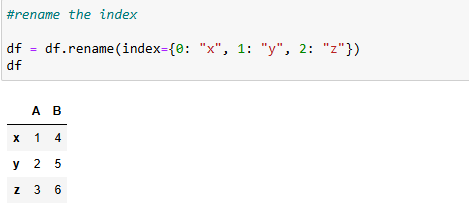 #rename the index
df = df.rename(index={0: "x", 1: "y", 2: "z"})
df
A B
x 1 4
y 2 5
z 3 6